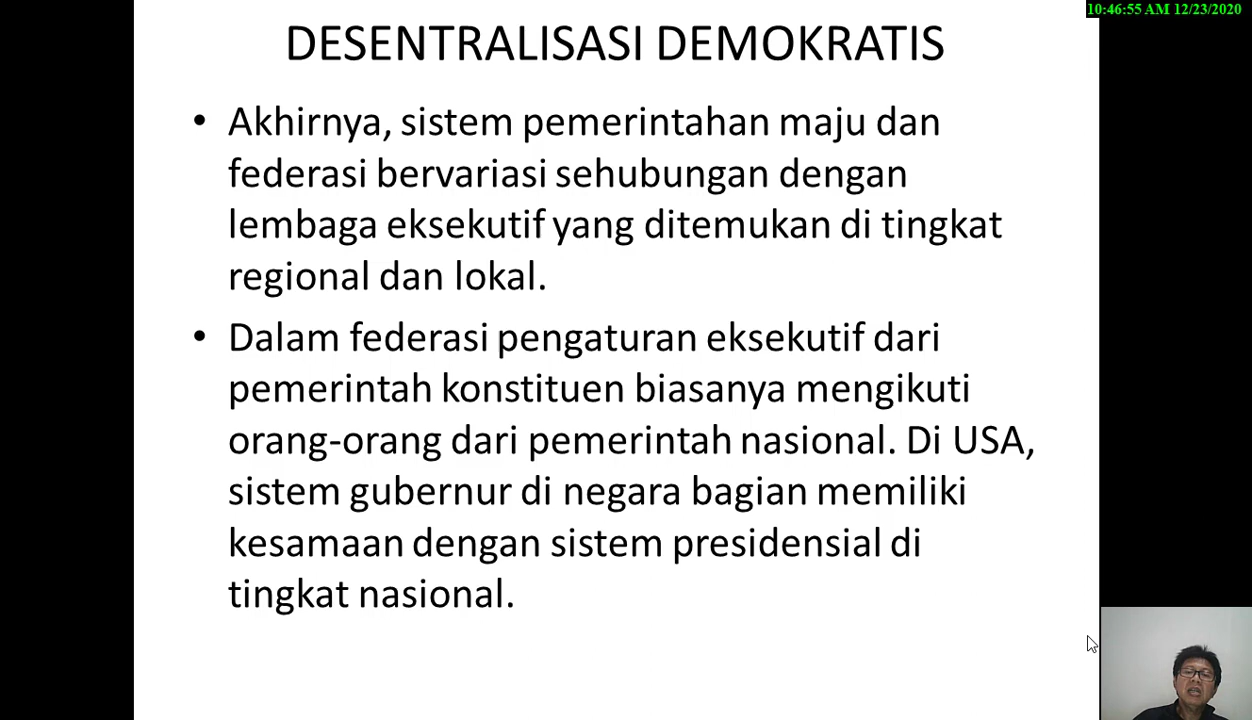 10:46:55 AM 12/23/2020
DESENTRALISASI DEMOKRATIS
• Akhirnya, sistem pemerintahan maju dan
federasi bervariasi sehubungan dengan
lembaga eksekutif yang ditemukan di tingkat
regional dan lokal.
• Dalam federasi pengaturan eksekutif dari
pemerintah konstituen biasanya mengikuti
orang-orang dari pemerintah nasional. Di USA,
sistem gubernur di negara bagian memiliki
kesamaan dengan sistem presidensial di
tingkat nasional.